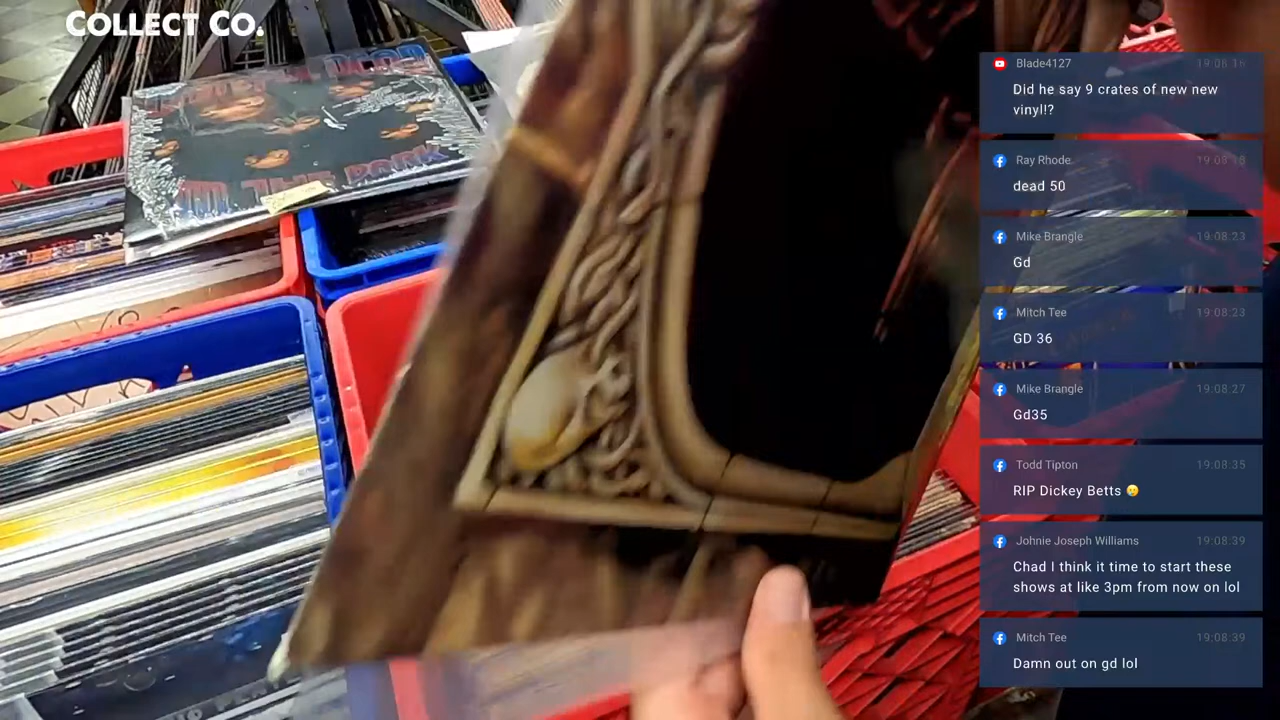 COLLECT CO.
Blade4127 19:08:16
Did he say 9 crates of new new
vinyl!?
Ray Rhode 19:08:18
dead 50
Mike Brangle 19:08:23
Gd
Mitch Tee 19:08:23
GD 36
Mike Brangle 19:08:27
Gd35
Todd Tipton 19:08:35
RIP Dickey Betts 😢
Johnie Joseph Williams 19:08:39
Chad I think it time to start these
shows at like 3pm from now on lol
Mitch Tee 19:08:39
Damn out on gd lol
IN THE DARK